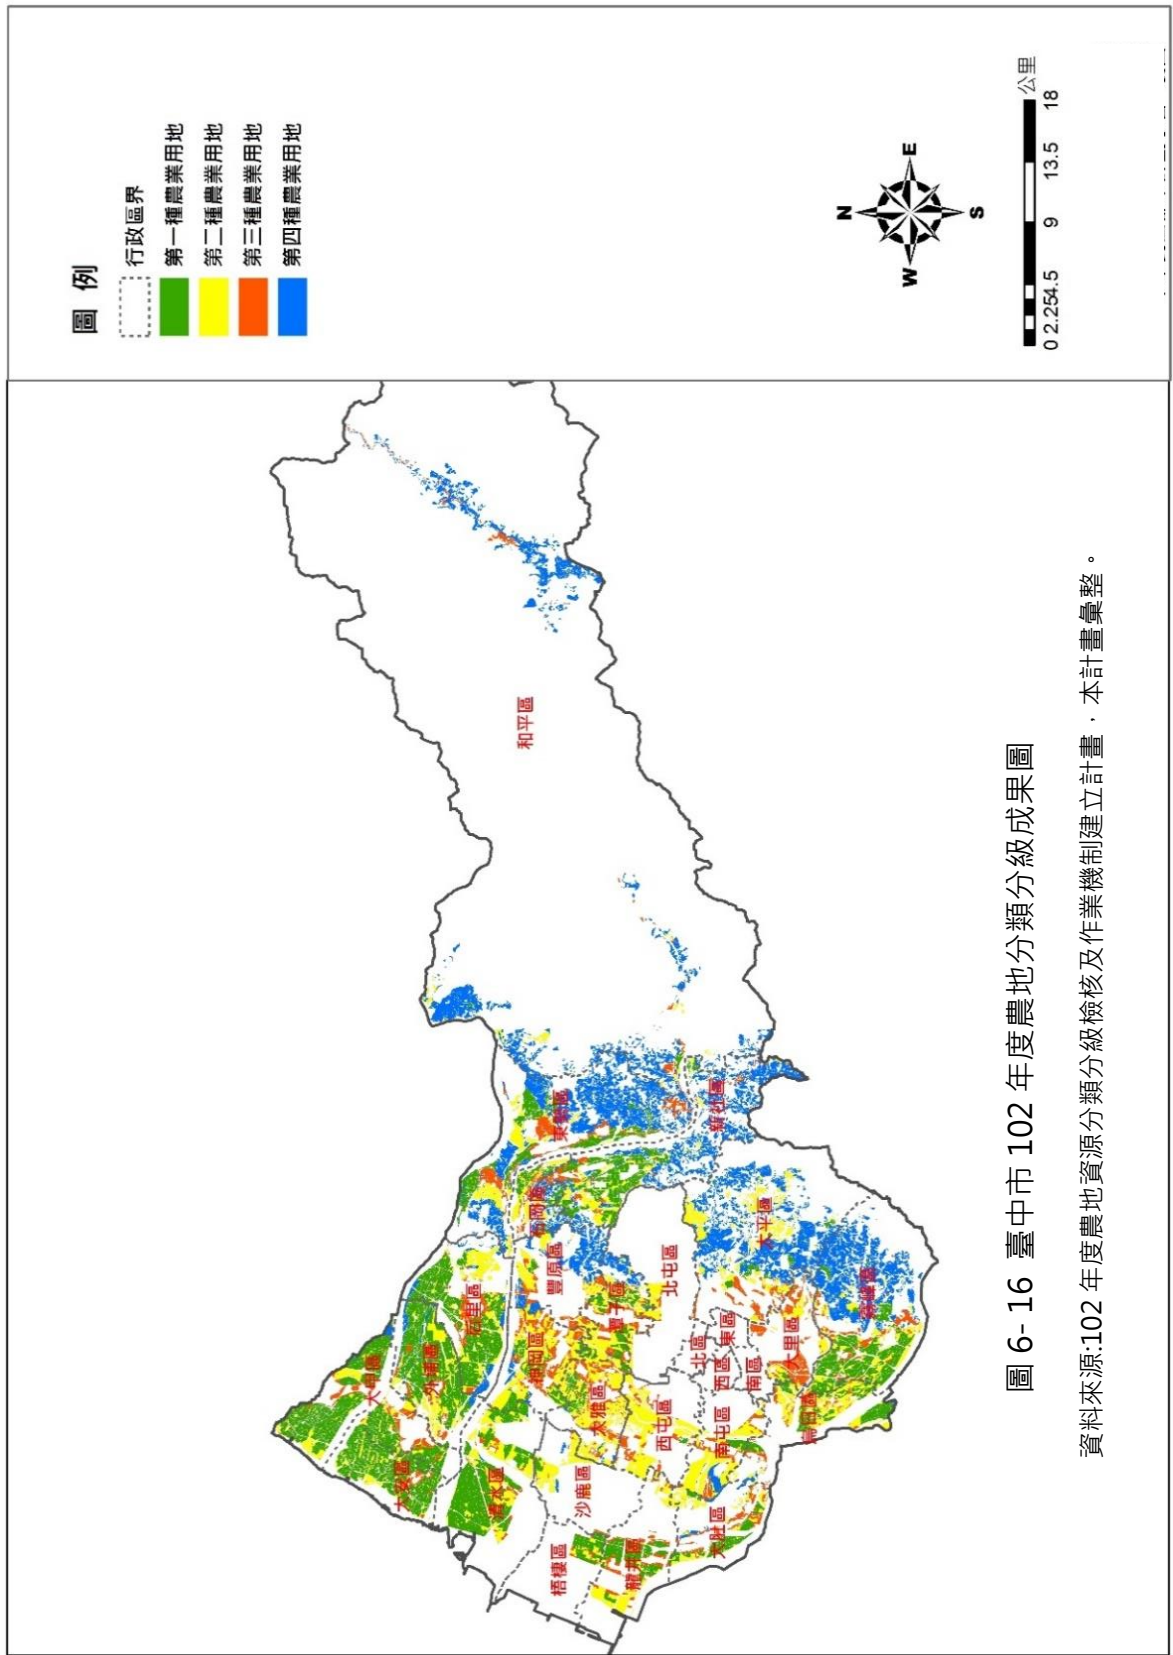 圖 例
行政區界
第一種農業用地
第二種農業用地
第三種農業用地
第四種農業用地
N
W
E
S
0 2.254.5 9 13.5 18
公里
和平區
東勢區
新社區
石岡區
豐原區
后里區
外埔區
大甲區
大安區
清水區
神岡區
潭子區
大雅區
北屯區
太平區
霧峰區
大里區
烏日區
北區
東區
西區
南區
西屯區
南屯區
沙鹿區
梧棲區
龍井區
大肚區
圖 6- 16 臺中市 102 年度農地分類分級成果圖
資料來源:102 年度農地資源分類分級檢核及作業機制建立計畫，本計畫彙整。